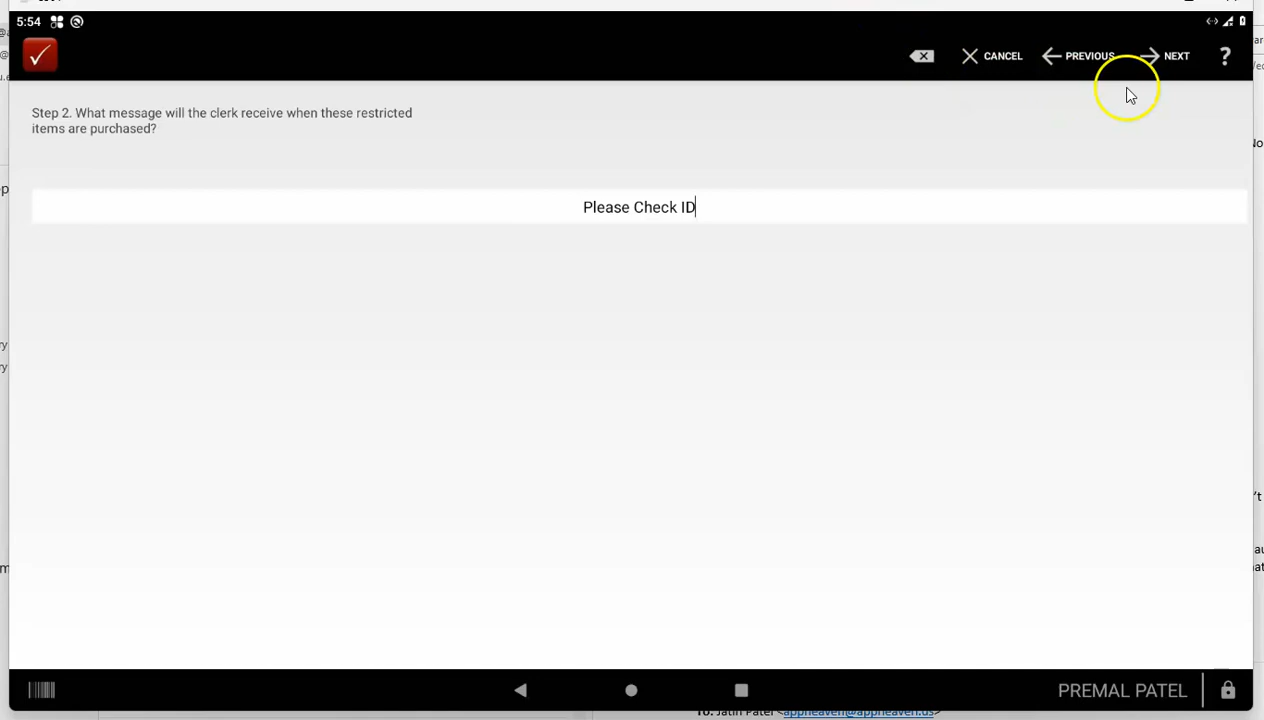 5:54
CANCEL PREVIOUS NEXT ?
Step 2. What message will the clerk receive when these restricted
items are purchased?
Please Check ID
PREMAL PATEL